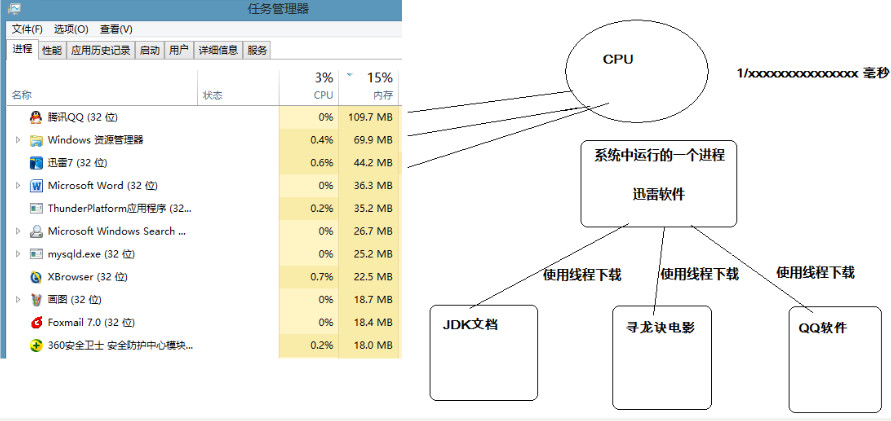 任务管理器
文件(F) 选项(O) 查看(V)
进程 性能 应用历史记录 启动 用户 详细信息 服务
3% 15%
名称 状态 CPU 内存
腾讯QQ (32 位) 0% 109.7 MB
Windows 资源管理器 0.4% 69.9 MB
迅雷7 (32 位) 0.6% 44.2 MB
Microsoft Word (32 位) 0% 36.3 MB
ThunderPlatform应用程序 (32... 0.2% 35.2 MB
Microsoft Windows Search ... 0% 26.7 MB
mysqld.exe (32 位) 0% 25.2 MB
XBrowser (32 位) 0.7% 22.5 MB
画图 (32 位) 0% 18.7 MB
Foxmail 7.0 (32 位) 0% 18.4 MB
360安全卫士 安全防护中心模块... 0.2% 18.0 MB
CPU
1/xxxxxxxxxxxxxxx 毫秒
系统中运行的一个进程
迅雷软件
使用线程下载 使用线程下载 使用线程下载
JDK文档 寻龙诀电影 QQ软件